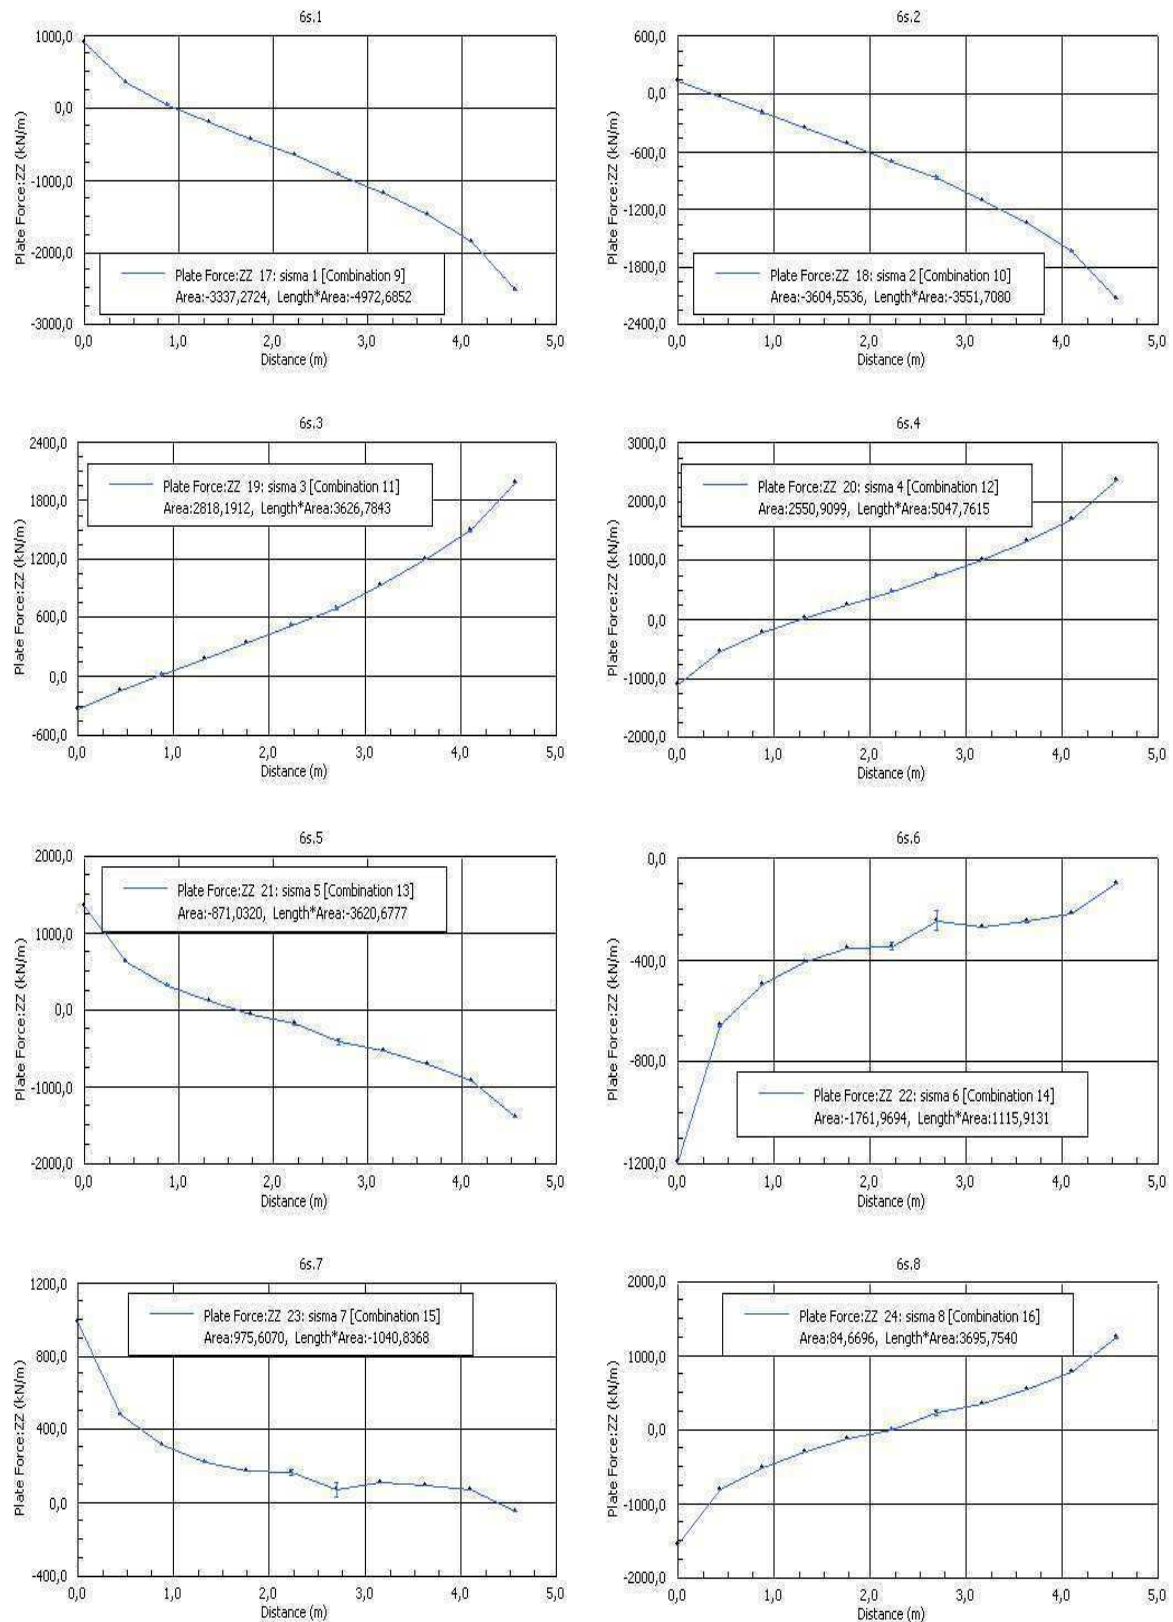 6s.1
Plate Force:ZZ (kN/m)
1000,0
0,0
-1000,0
-2000,0
-3000,0
Plate Force:ZZ 17: sisma 1 [Combination 9]
Area:-3337,2724, Length*Area:-4972,6852
0,0 1,0 2,0 3,0 4,0 5,0
Distance (m)
6s.2
Plate Force:ZZ (kN/m)
600,0
0,0
-600,0
-1200,0
-1800,0
-2400,0
Plate Force:ZZ 18: sisma 2 [Combination 10]
Area:-3604,5536, Length*Area:-3551,7080
0,0 1,0 2,0 3,0 4,0 5,0
Distance (m)
6s.3
Plate Force:ZZ (kN/m)
2400,0
1800,0
1200,0
600,0
0,0
-600,0
Plate Force:ZZ 19: sisma 3 [Combination 11]
Area:2818,1912, Length*Area:3626,7843
0,0 1,0 2,0 3,0 4,0 5,0
Distance (m)
6s.4
Plate Force:ZZ (kN/m)
3000,0
2000,0
1000,0
0,0
-1000,0
-2000,0
Plate Force:ZZ 20: sisma 4 [Combination 12]
Area:2550,9099, Length*Area:5047,7615
0,0 1,0 2,0 3,0 4,0 5,0
Distance (m)
6s.5
Plate Force:ZZ (kN/m)
2000,0
1000,0
0,0
-1000,0
-2000,0
Plate Force:ZZ 21: sisma 5 [Combination 13]
Area:-871,0320, Length*Area:-3620,6777
0,0 1,0 2,0 3,0 4,0 5,0
Distance (m)
6s.6
Plate Force:ZZ (kN/m)
0,0
-400,0
-800,0
-1200,0
Plate Force:ZZ 22: sisma 6 [Combination 14]
Area:-1761,9694, Length*Area:1115,9131
0,0 1,0 2,0 3,0 4,0 5,0
Distance (m)
6s.7
Plate Force:ZZ (kN/m)
1200,0
800,0
400,0
0,0
-400,0
Plate Force:ZZ 23: sisma 7 [Combination 15]
Area:975,6070, Length*Area:-1040,8368
0,0 1,0 2,0 3,0 4,0 5,0
Distance (m)
6s.8
Plate Force:ZZ (kN/m)
2000,0
1000,0
0,0
-1000,0
-2000,0
Plate Force:ZZ 24: sisma 8 [Combination 16]
Area:84,6696, Length*Area:3695,7540
0,0 1,0 2,0 3,0 4,0 5,0
Distance (m)